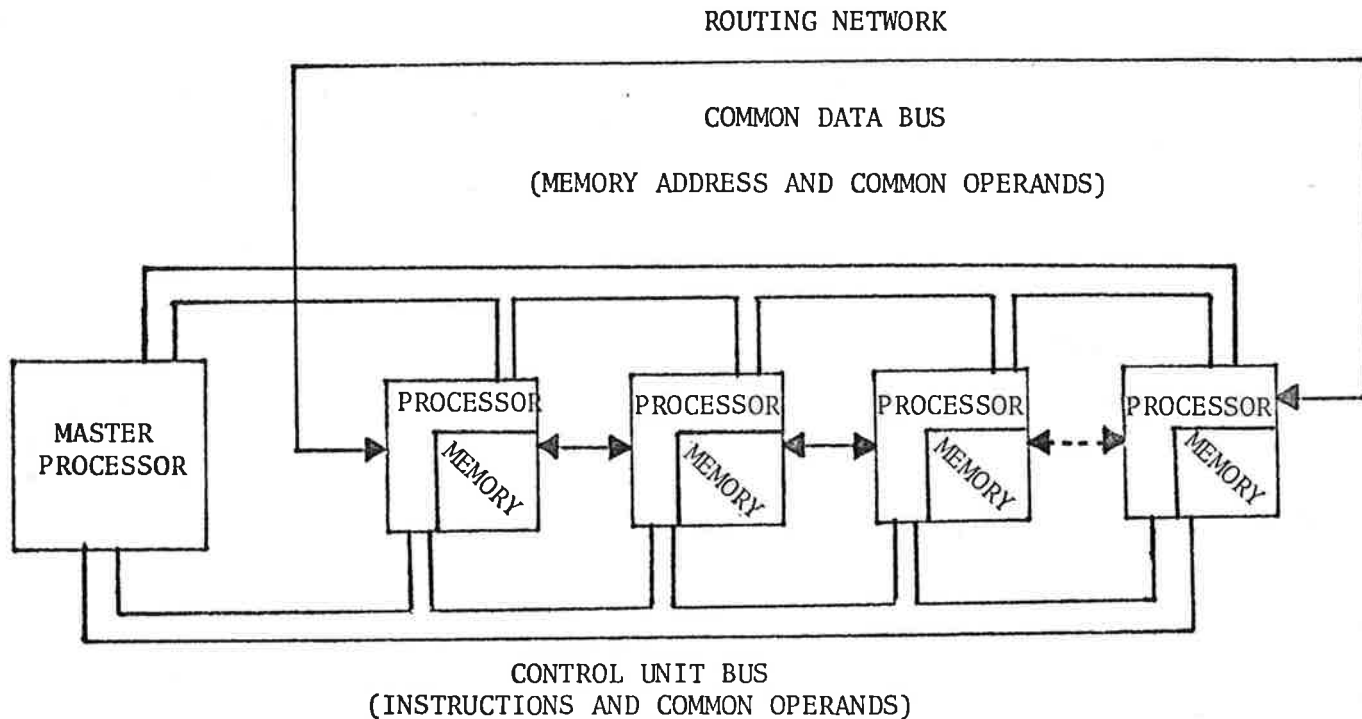 ROUTING NETWORK
COMMON DATA BUS
(MEMORY ADDRESS AND COMMON OPERANDS)
MASTER
PROCESSOR
PROCESSOR
MEMORY
PROCESSOR
MEMORY
PROCESSOR
MEMORY
PROCESSOR
MEMORY
CONTROL UNIT BUS
(INSTRUCTIONS AND COMMON OPERANDS)